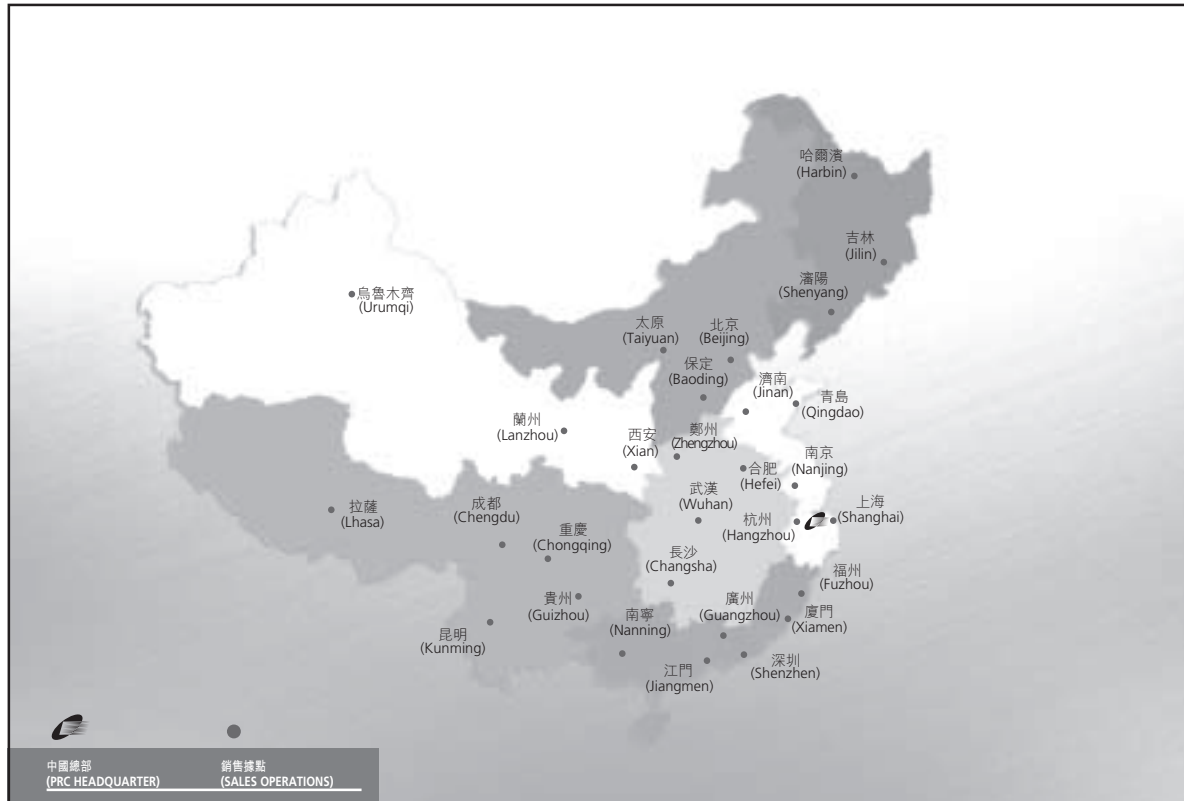 哈爾濱
(Harbin)
吉林
(Jilin)
瀋陽
(Shenyang)
烏魯木齊
(Urumqi)
太原
(Taiyuan)
北京
(Beijing)
保定
(Baoding)
濟南
(Jinan)
青島
(Qingdao)
蘭州
(Lanzhou)
西安
(Xian)
鄭州
(Zhengzhou)
合肥
(Hefei)
南京
(Nanjing)
拉薩
(Lhasa)
成都
(Chengdu)
武漢
(Wuhan)
杭州
(Hangzhou)
上海
(Shanghai)
重慶
(Chongqing)
長沙
(Changsha)
福州
(Fuzhou)
貴州
(Guizhou)
南寧
(Nanning)
廣州
(Guangzhou)
廈門
(Xiamen)
昆明
(Kunming)
江門
(Jiangmen)
深圳
(Shenzhen)
中國總部
(PRC HEADQUARTER)
銷售據點
(SALES OPERATIONS)